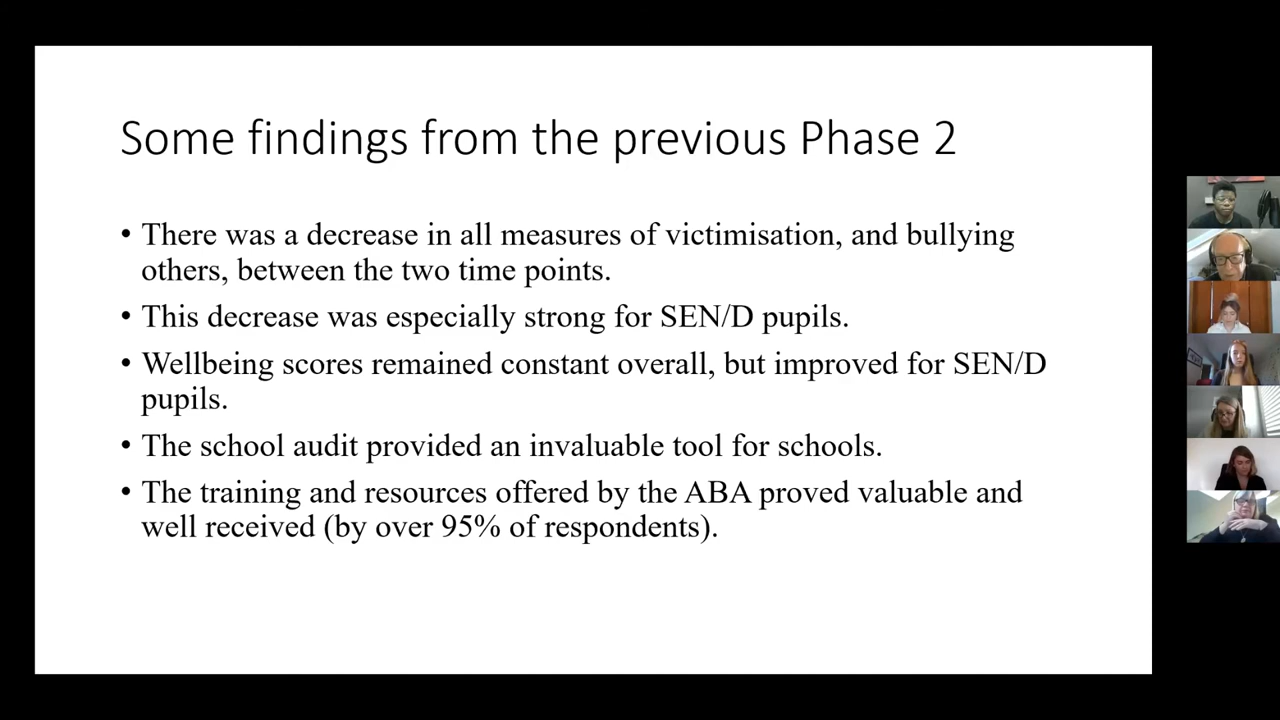 Some findings from the previous Phase 2
• There was a decrease in all measures of victimisation, and bullying
others, between the two time points.
• This decrease was especially strong for SEN/D pupils.
• Wellbeing scores remained constant overall, but improved for SEN/D
pupils.
• The school audit provided an invaluable tool for schools.
• The training and resources offered by the ABA proved valuable and
well received (by over 95% of respondents).